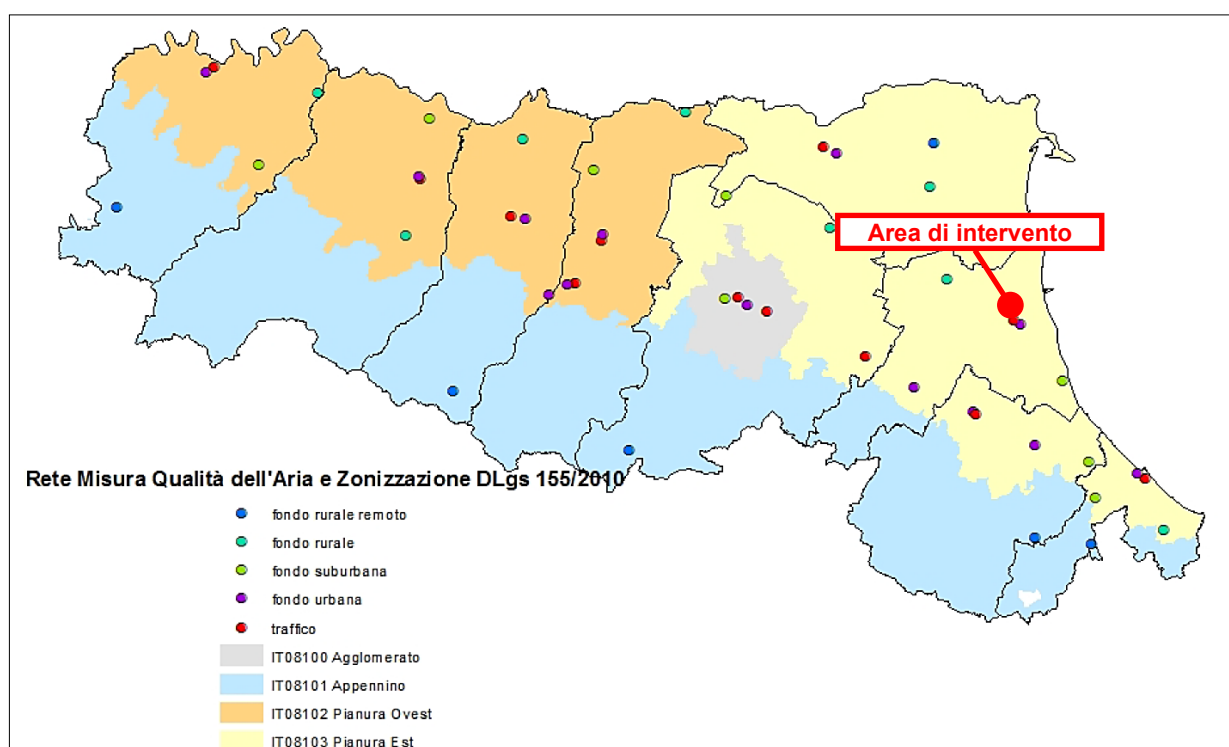 Area di intervento
Rete Misura Qualità dell'Aria e Zonizzazione DLgs 155/2010
fondo rurale remoto
fondo rurale
fondo suburbana
fondo urbana
traffico
IT08100 Agglomerato
IT08101 Appennino
IT08102 Pianura Ovest
IT08103 Pianura Est